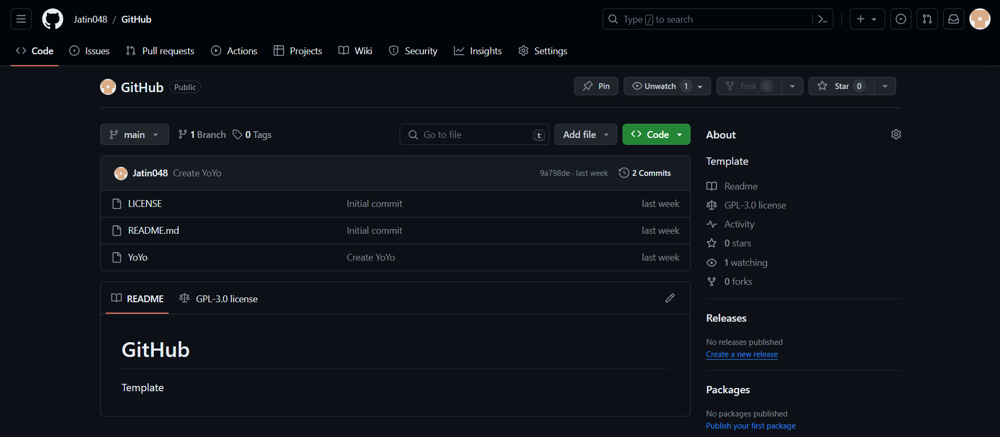 Jatin048 / GitHub
Type / to search
Code Issues Pull requests Actions Projects Wiki Security Insights Settings
GitHub Public
Pin Unwatch 1 Fork 0 Star 0
main 1 Branch 0 Tags Go to file t Add file Code
Jatin048 Create YoYo 9a798de · last week 2 Commits
LICENSE Initial commit last week
README.md Initial commit last week
YoYo Create YoYo last week
README GPL-3.0 license
GitHub
Template
About
Template
Readme
GPL-3.0 license
Activity
0 stars
1 watching
0 forks
Releases
No releases published
Create a new release
Packages
No packages published
Publish your first package